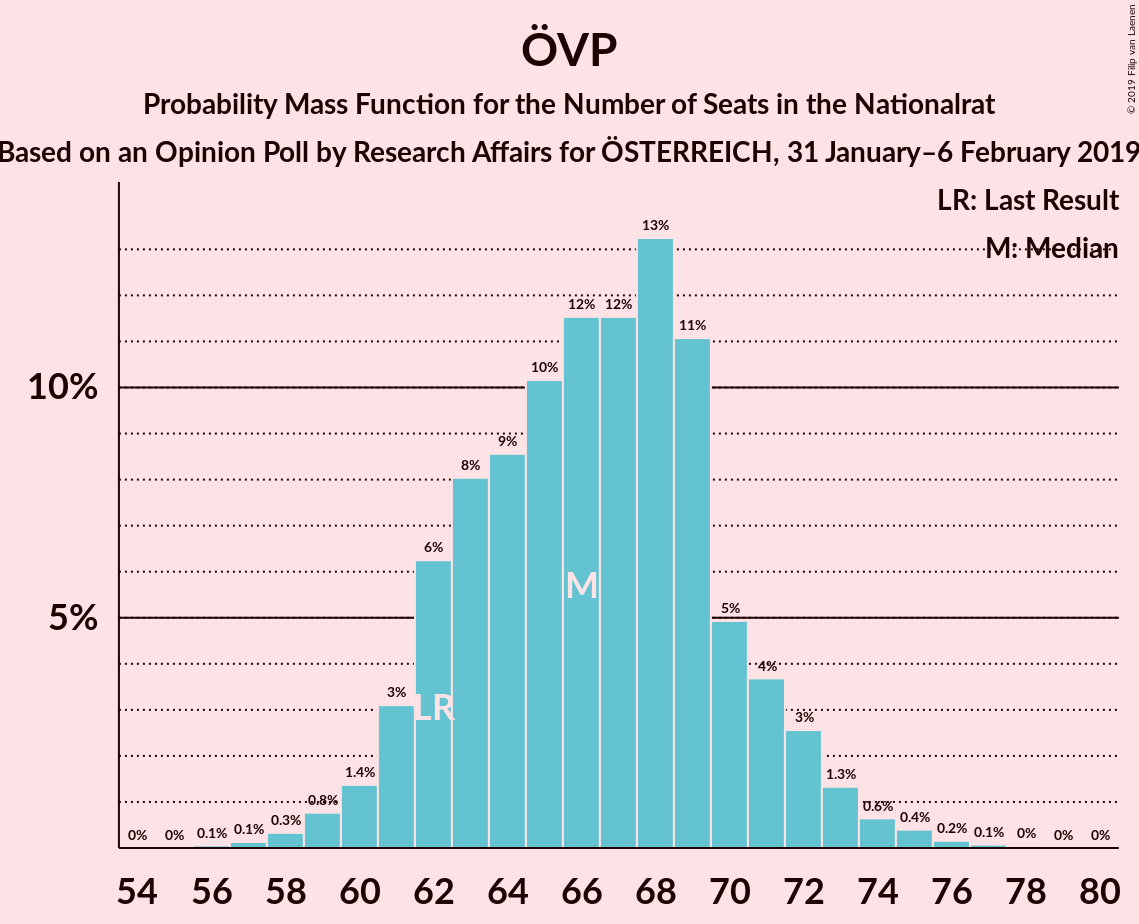 ÖVP
Probability Mass Function for the Number of Seats in the Nationalrat
Based on an Opinion Poll by Research Affairs for ÖSTERREICH, 31 January–6 February 2019
© 2019 Filip van Laenen
LR: Last Result
M: Median
13%
12% 12%
11%
10%
10%
9%
8%
6%
M
5%
5%
4%
3%
LR
3%
1.4%
1.3%
0.8%
0.6%
0% 0% 0.1% 0.1% 0.3%
0.4% 0.2% 0.1% 0% 0% 0%
54 56 58 60 62 64 66 68 70 72 74 76 78 80